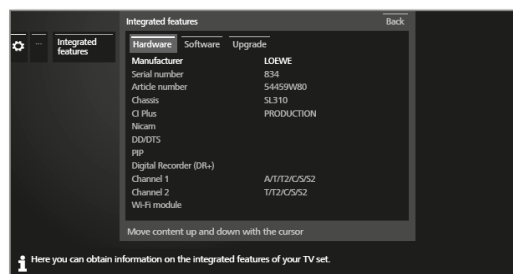 Integrated features Back
... Integrated
features
Hardware Software Upgrade
Manufacturer LOEWE
Serial number 834
Article number 54459W80
Chassis SL310
CI Plus PRODUCTION
Nicam
DD/DTS
PIP
Digital Recorder (DR+)
Channel 1 A/T/T2/C/S/S2
Channel 2 T/T2/C/S/S2
Wi-Fi module
Move content up and down with the cursor
i Here you can obtain information on the integrated features of your TV set.